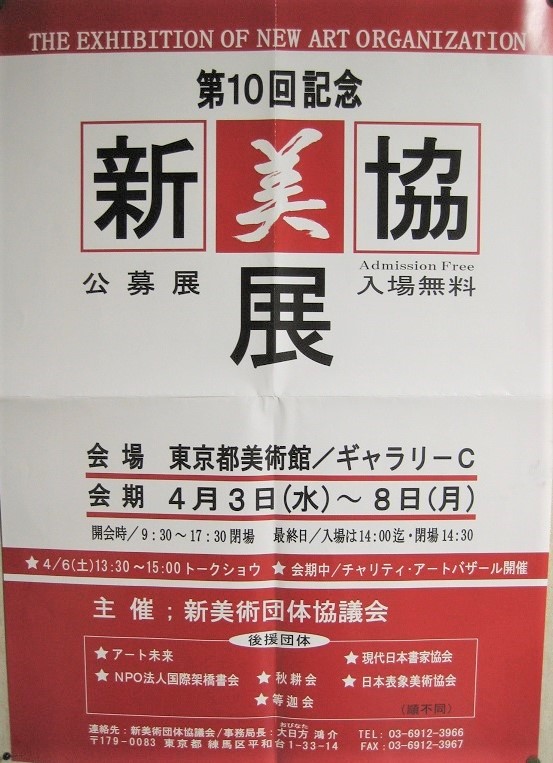 THE EXHIBITION OF NEW ART ORGANIZATION
第10回記念
新美協
公募展
展
Admission Free
入場無料
会場 東京都美術館/ギャラリーC
会期 4月3日(水)〜8日(月)
開会時/9:30〜17:30閉場 最終日/入場は14:00迄・閉場14:30
★4/6(土)13:30〜15:00トークショウ ★会期中/チャリティ・アートバザール開催
主催;新美術団体協議会
後援団体
★アート未来 ★現代日本書家協会
★NPO法人国際架橋書会 ★秋耕会 ★日本表象美術協会
★等迦会
(順不同)
おびなた
連絡先:新美術団体協議会/事務局長:大日方 鴻介 TEL:03-6912-3966
〒179-0083 東京都 練馬区平和台1-33-14 FAX:03-6912-3967